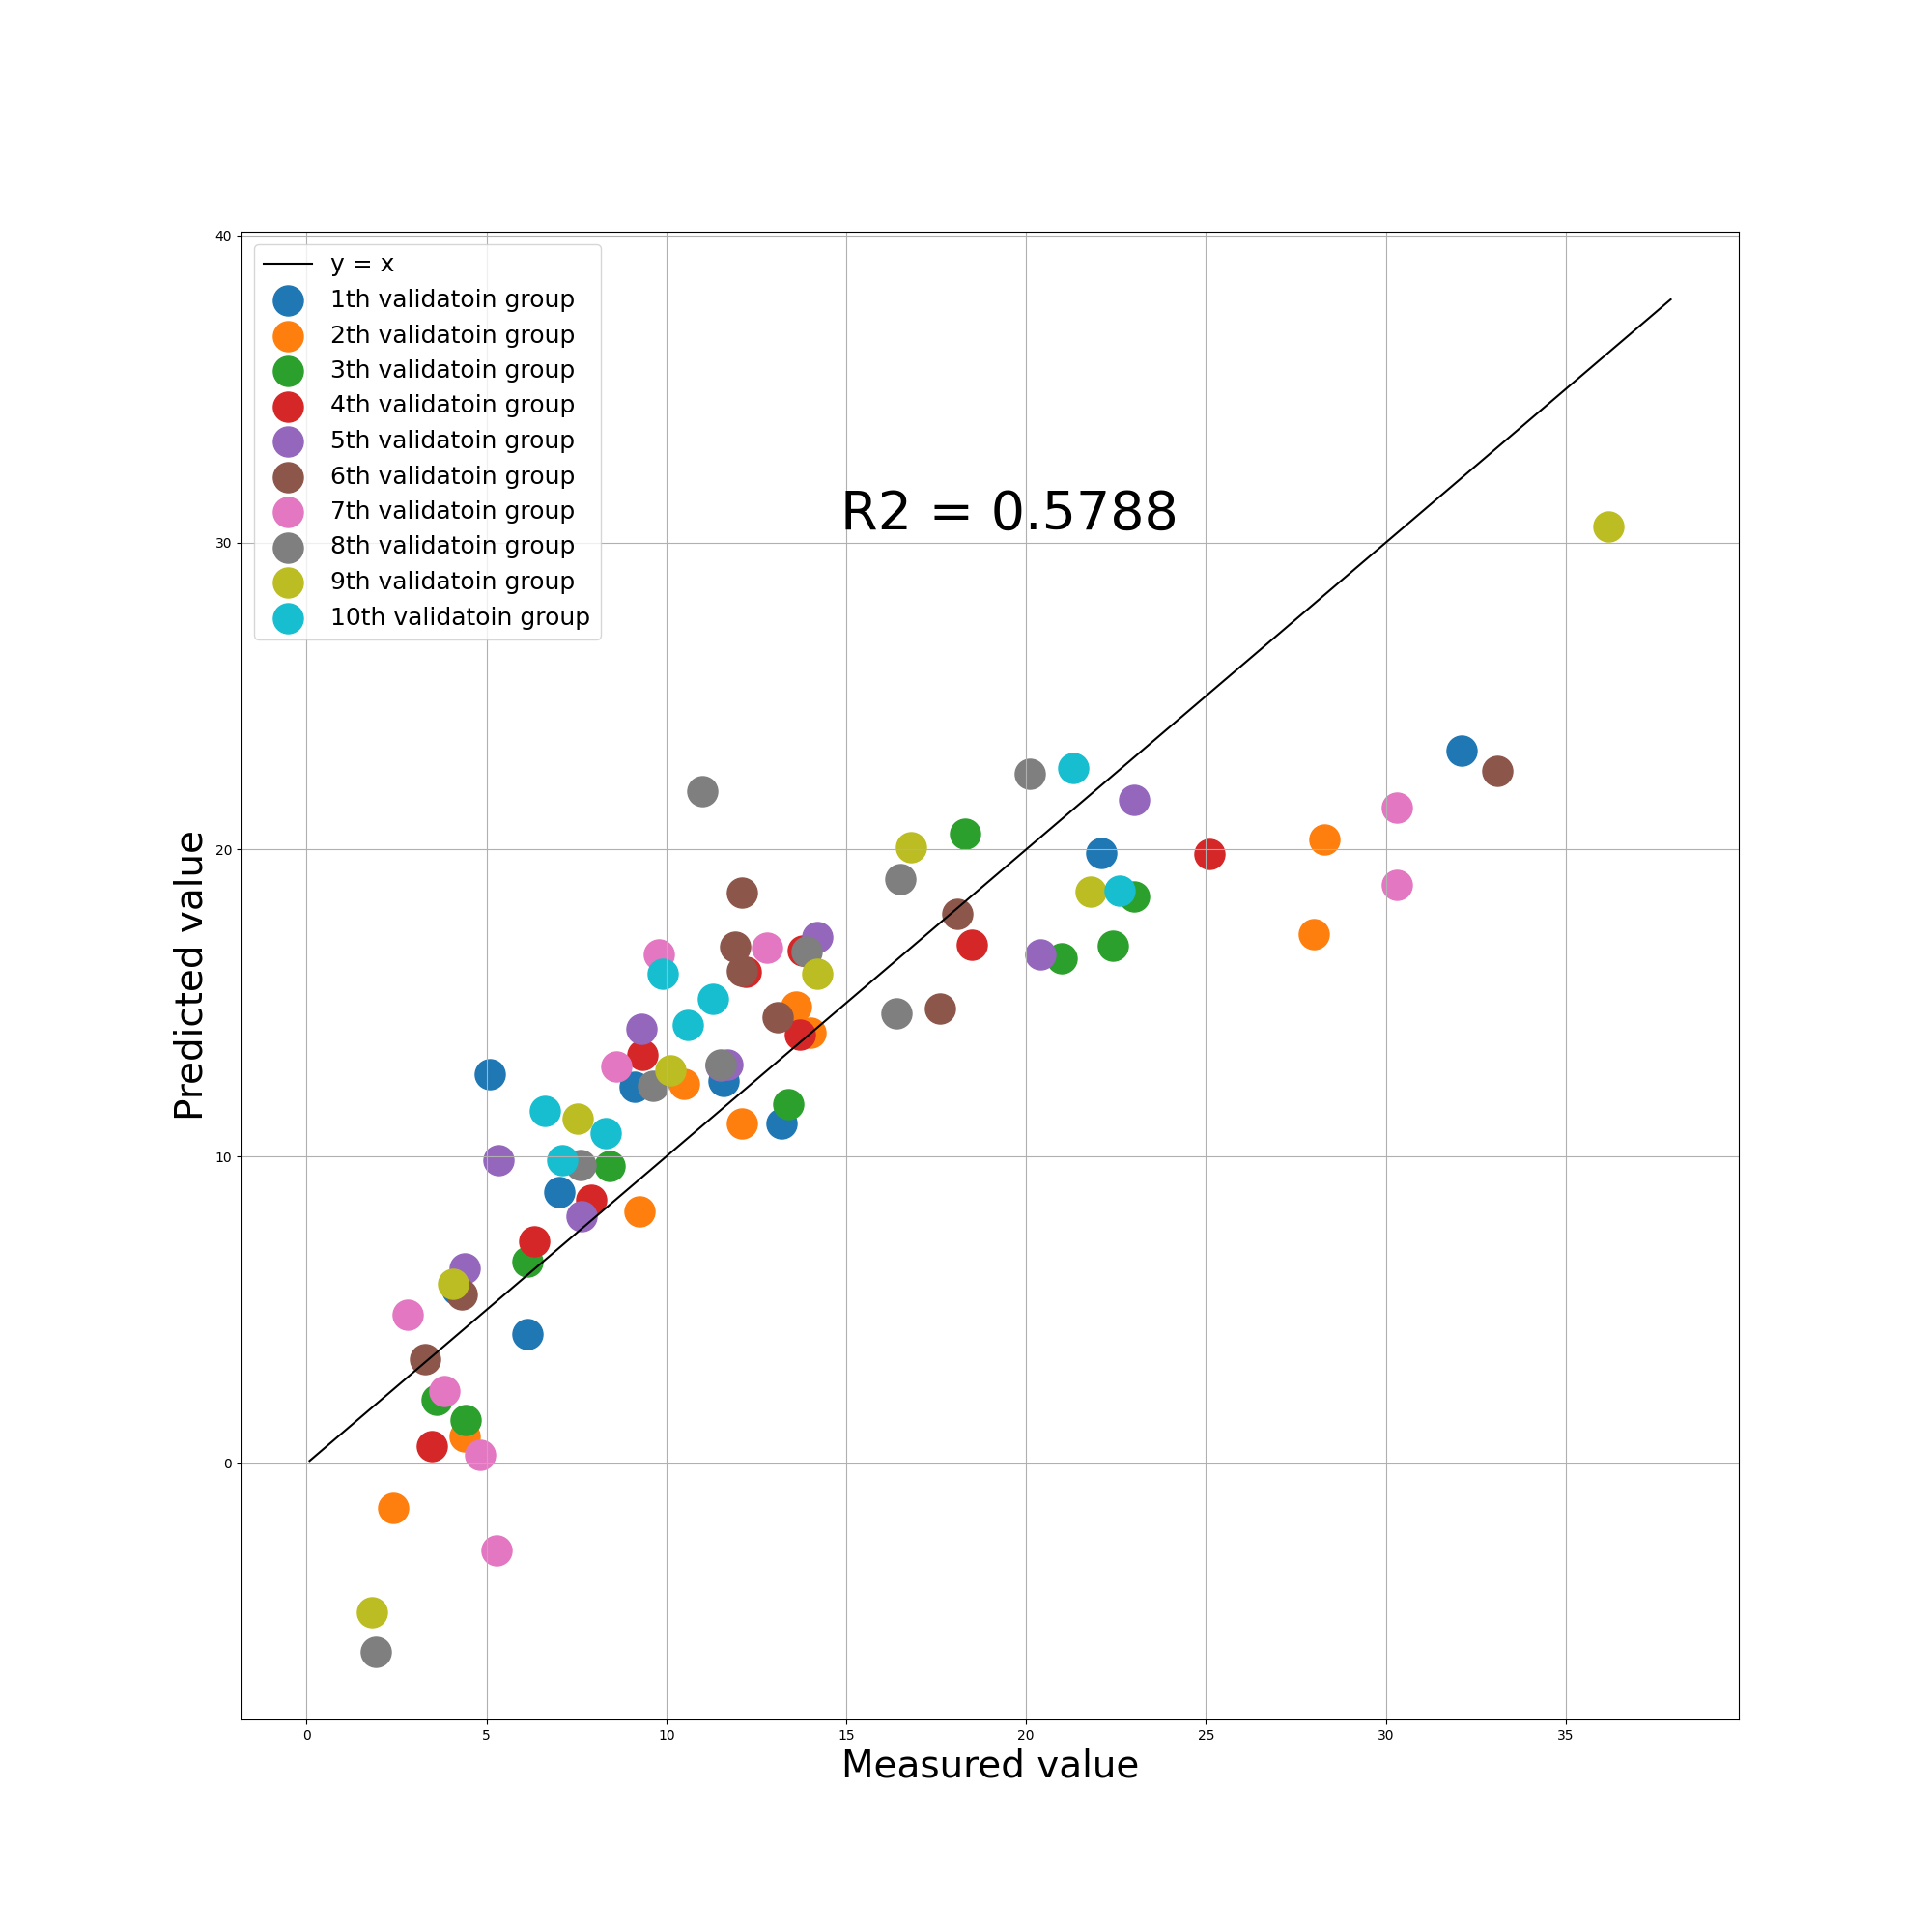 40
30
20
10
0
y = x
1th validatoin group
2th validatoin group
3th validatoin group
4th validatoin group
5th validatoin group
6th validatoin group
7th validatoin group
8th validatoin group
9th validatoin group
10th validatoin group
R2 = 0.5788
Predicted value
0 5 10 15 20 25 30 35
Measured value